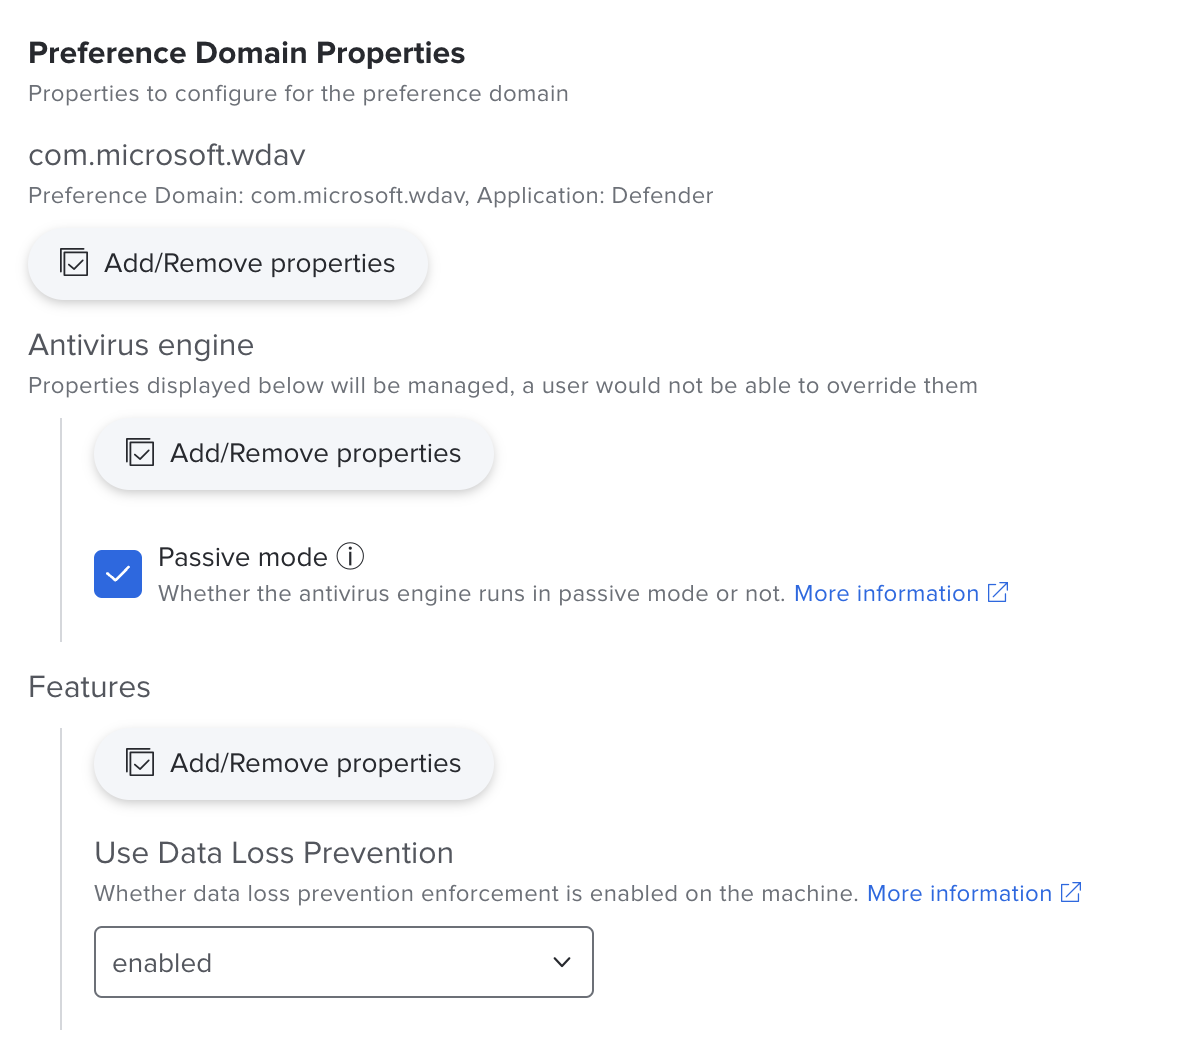 Preference Domain Properties
Properties to configure for the preference domain
com.microsoft.wdav
Preference Domain: com.microsoft.wdav, Application: Defender
Add/Remove properties
Antivirus engine
Properties displayed below will be managed, a user would not be able to override them
Add/Remove properties
Passive mode
Whether the antivirus engine runs in passive mode or not. More information
Features
Add/Remove properties
Use Data Loss Prevention
Whether data loss prevention enforcement is enabled on the machine. More information
enabled